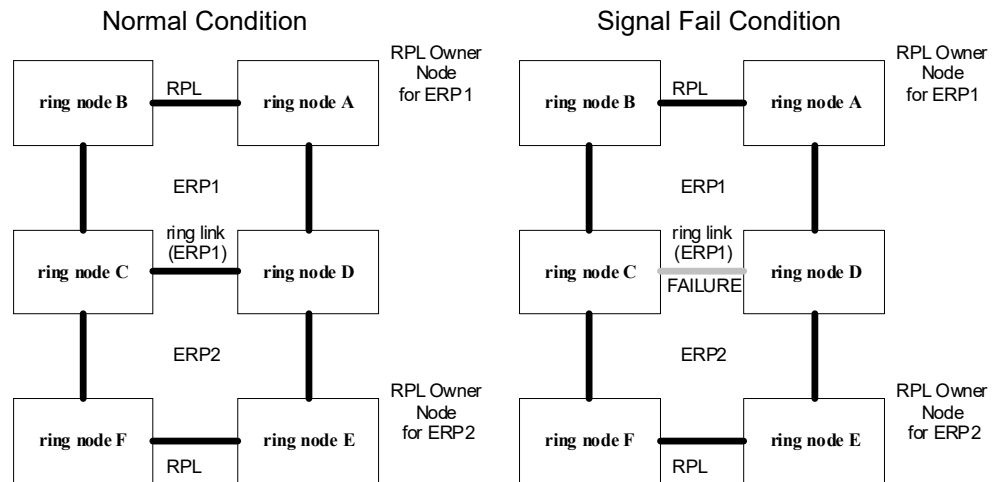 Normal Condition
RPL Owner
Node
for ERP1
ring node B
RPL
ring node A
ERP1
ring link
(ERP1)
ring node C
ring node D
ERP2
RPL Owner
Node
for ERP2
ring node F
ring node E
RPL
Signal Fail Condition
RPL Owner
Node
for ERP1
ring node B
RPL
ring node A
ERP1
ring link
(ERP1)
ring node C
ring node D
FAILURE
ERP2
RPL Owner
Node
for ERP2
ring node F
ring node E
RPL